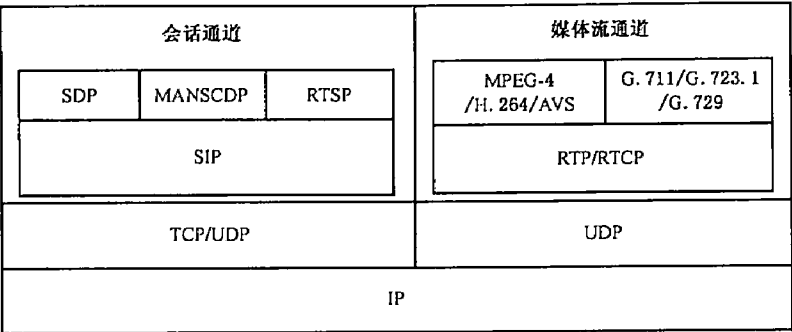 会话通道
媒体流通道
SDP
MANSCDP
RTSP
MPEG-4
/H. 264/AVS
G. 711/G. 723. 1
/G. 729
SIP
RTP/RTCP
TCP/UDP
UDP
IP